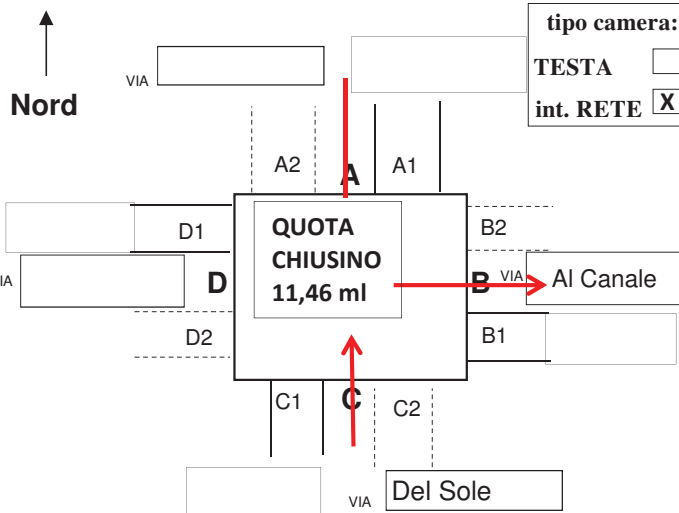 tipo camera:
VIA
TESTA
Nord
int. RETE X
A2 A A1
D1 QUOTA B2
CHIUSINO
IA D 11,46 ml B VIA Al Canale
D2 B1
C1 C C2
VIA Del Sole